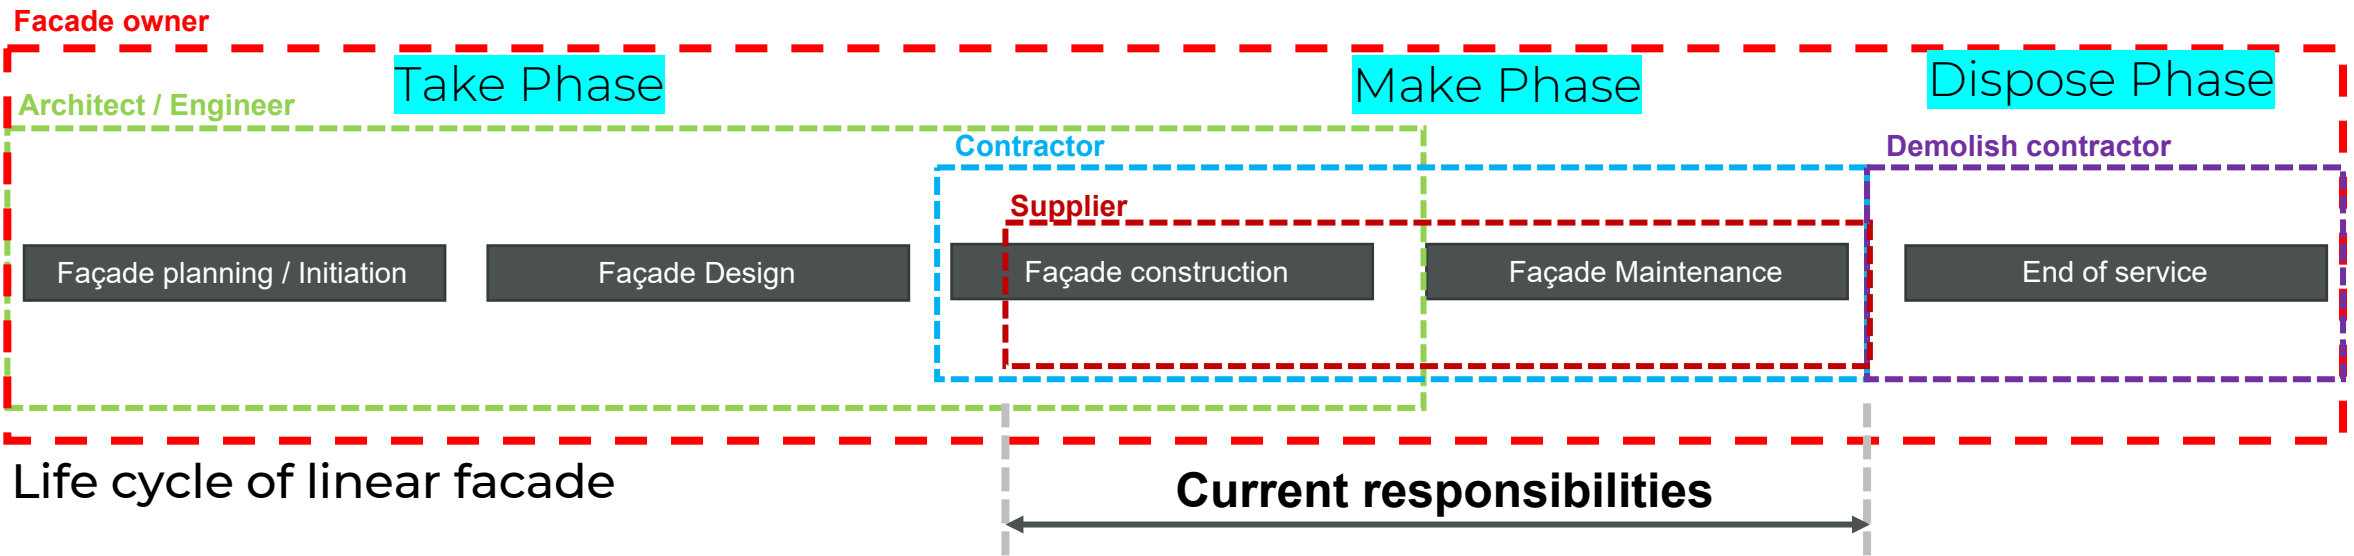 Facade owner
Take Phase
Make Phase
Dispose Phase
Architect / Engineer
Contractor
Demolish contractor
Supplier
Façade planning / Initiation
Façade Design
Façade construction
Façade Maintenance
End of service
Life cycle of linear facade
Current responsibilities